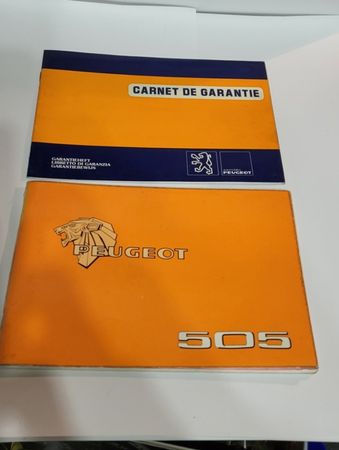 CARNET DE GARANTIE
GARANTIEHEFT
LIBRETTO DI GARANZIA
GARANTIEBEWIJS
PEUGEOT
PEUGEOT
505